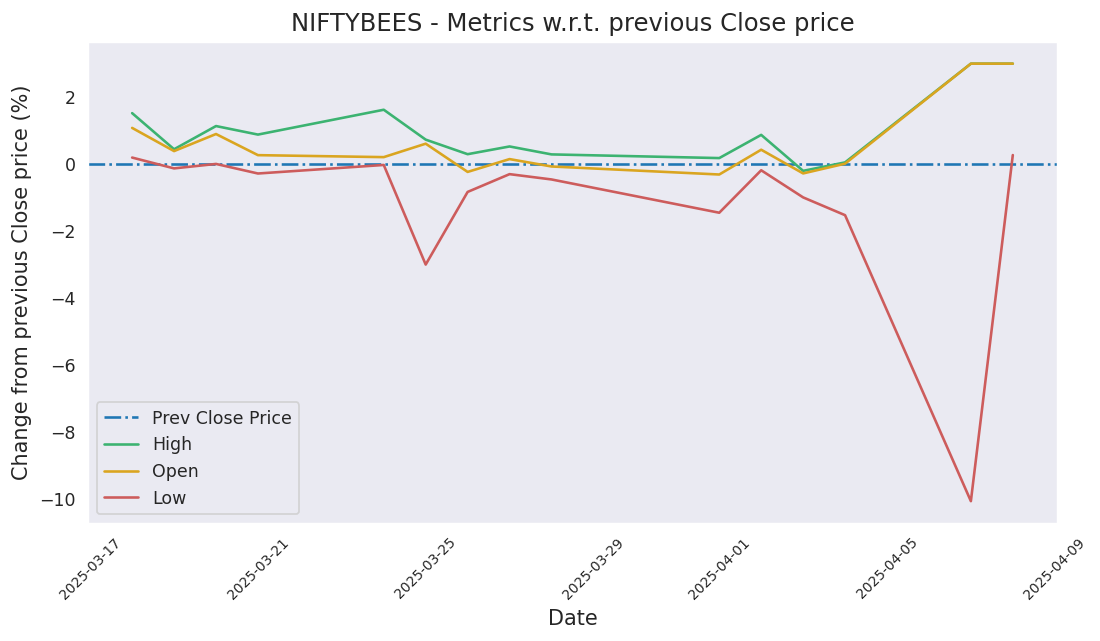 NIFTYBEES - Metrics w.r.t. previous Close price
Change from previous Close price (%)
2
0
−2
−4
−6
−8
−10
Prev Close Price
High
Open
Low
2025-03-17
2025-03-21
2025-03-25
2025-03-29
2025-04-01
2025-04-05
2025-04-09
Date